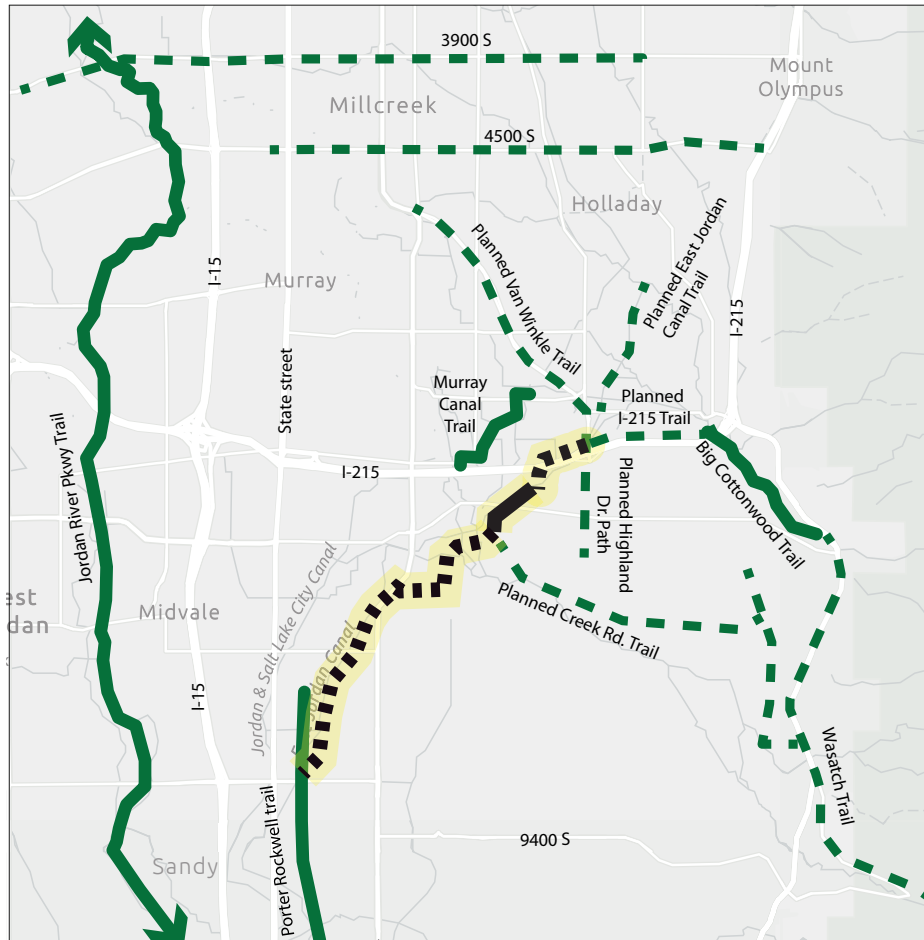 3900 S
Mount
Olympus
Millcreek
4500 S
Holladay
Planned East Jordan
Canal Trail
Planned Van Winkle Trail
I-15
Murray
I-215
State street
Murray
Canal
Trail
Planned
I-215 Trail
Jordan River Pkwy Trail
I-215
Big Cottonwood Trail
Planned Highland
Dr. Path
est
dan
Midvale
Jordan & Salt Lake City Canal
Jordan Canal
Planned Creek Rd. Trail
I-15
Wasatch Trail
Porter Rockwell trail
9400 S
Sandy